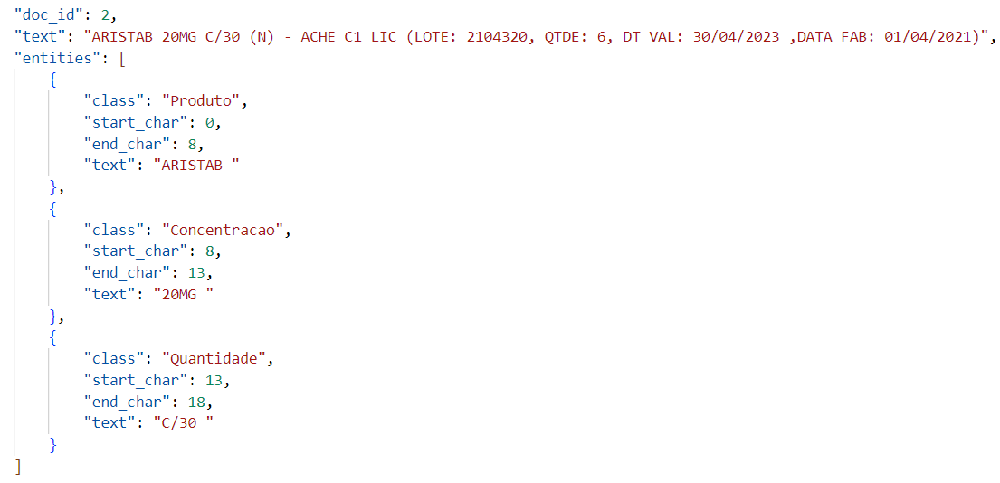 "doc_id": 2,
"text": "ARISTAB 20MG C/30 (N) - ACHE C1 LIC (LOTE: 2104320, QTDE: 6, DT VAL: 30/04/2023 ,DATA FAB: 01/04/2021)",
"entities": [
{
"class": "Produto",
"start_char": 0,
"end_char": 8,
"text": "ARISTAB "
},
{
"class": "Concentracao",
"start_char": 8,
"end_char": 13,
"text": "20MG "
},
{
"class": "Quantidade",
"start_char": 13,
"end_char": 18,
"text": "C/30 "
}
]